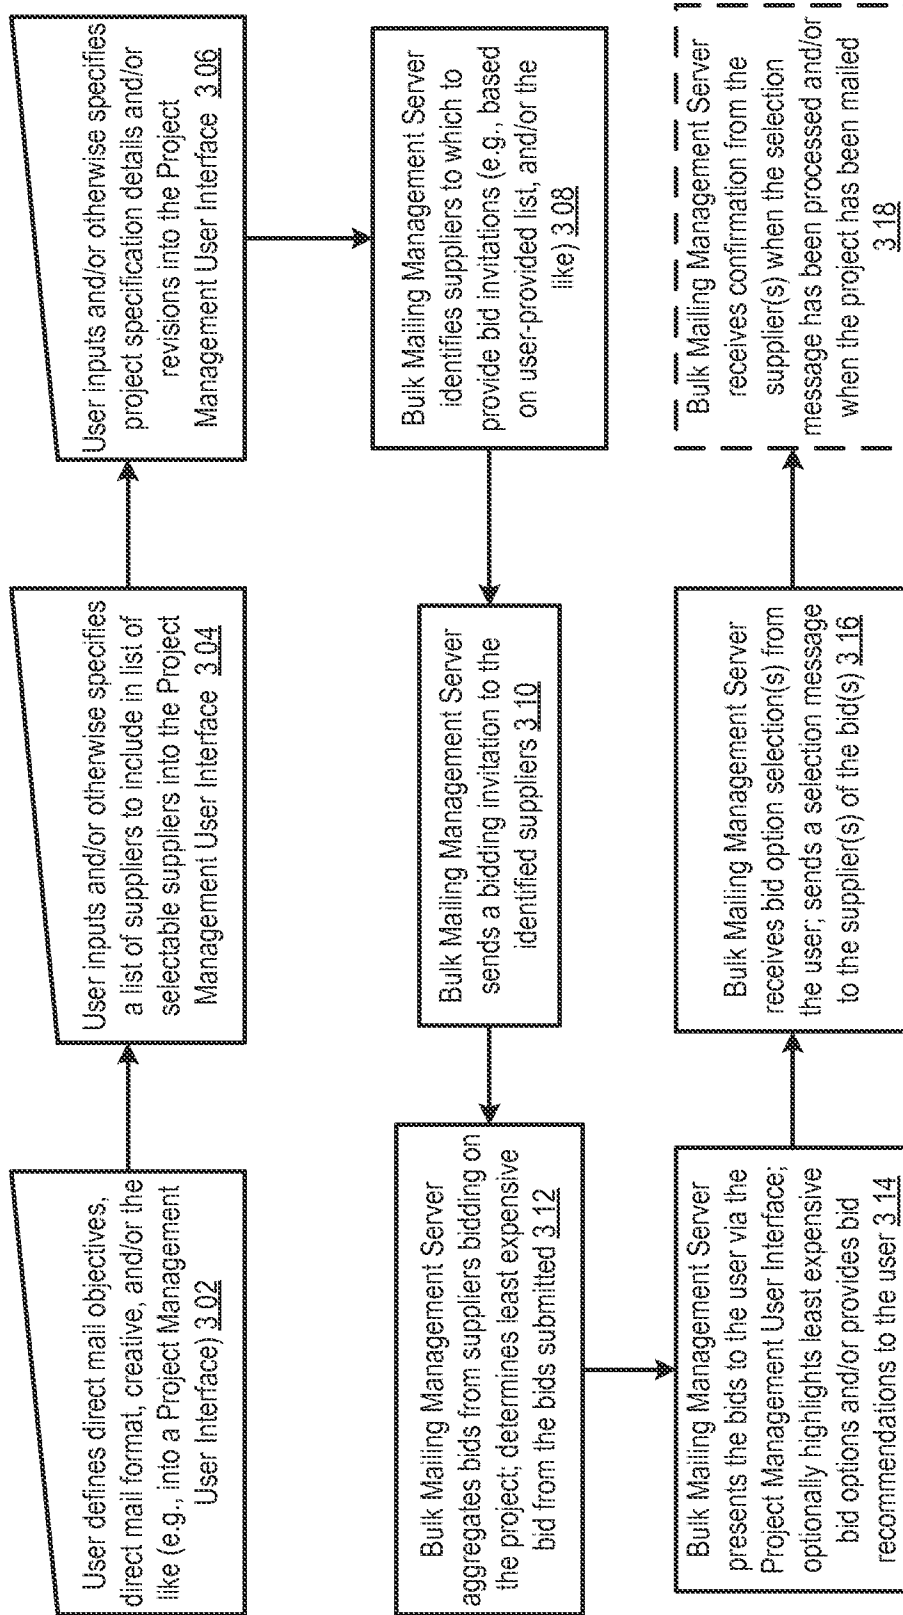 User defines direct mail objectives,
direct mail format, creative, and/or the
like (e.g., into a Project Management
User Interface) 3.02
User inputs and/or otherwise specifies
a list of suppliers to include in list of
selectable suppliers into the Project
Management User Interface 3.04
User inputs and/or otherwise specifies
project specification details and/or
revisions into the Project
Management User Interface 3.06
Bulk Mailing Management Server
identifies suppliers to which to
provide bid invitations (e.g., based
on user-provided list, and/or the
like) 3.08
Bulk Mailing Management Server
sends a bidding invitation to the
identified suppliers 3.10
Bulk Mailing Management Server
aggregates bids from suppliers bidding on
the project; determines least expensive
bid from the bids submitted 3.12
Bulk Mailing Management Server
presents the bids to the user via the
Project Management User Interface;
optionally highlights least expensive
bid options and/or provides bid
recommendations to the user 3.14
Bulk Mailing Management Server
receives bid option selection(s) from
the user; sends a selection message
to the supplier(s) of the bid(s) 3.16
Bulk Mailing Management Server
receives confirmation from the
supplier(s) when the selection
message has been processed and/or
when the project has been mailed
3.18